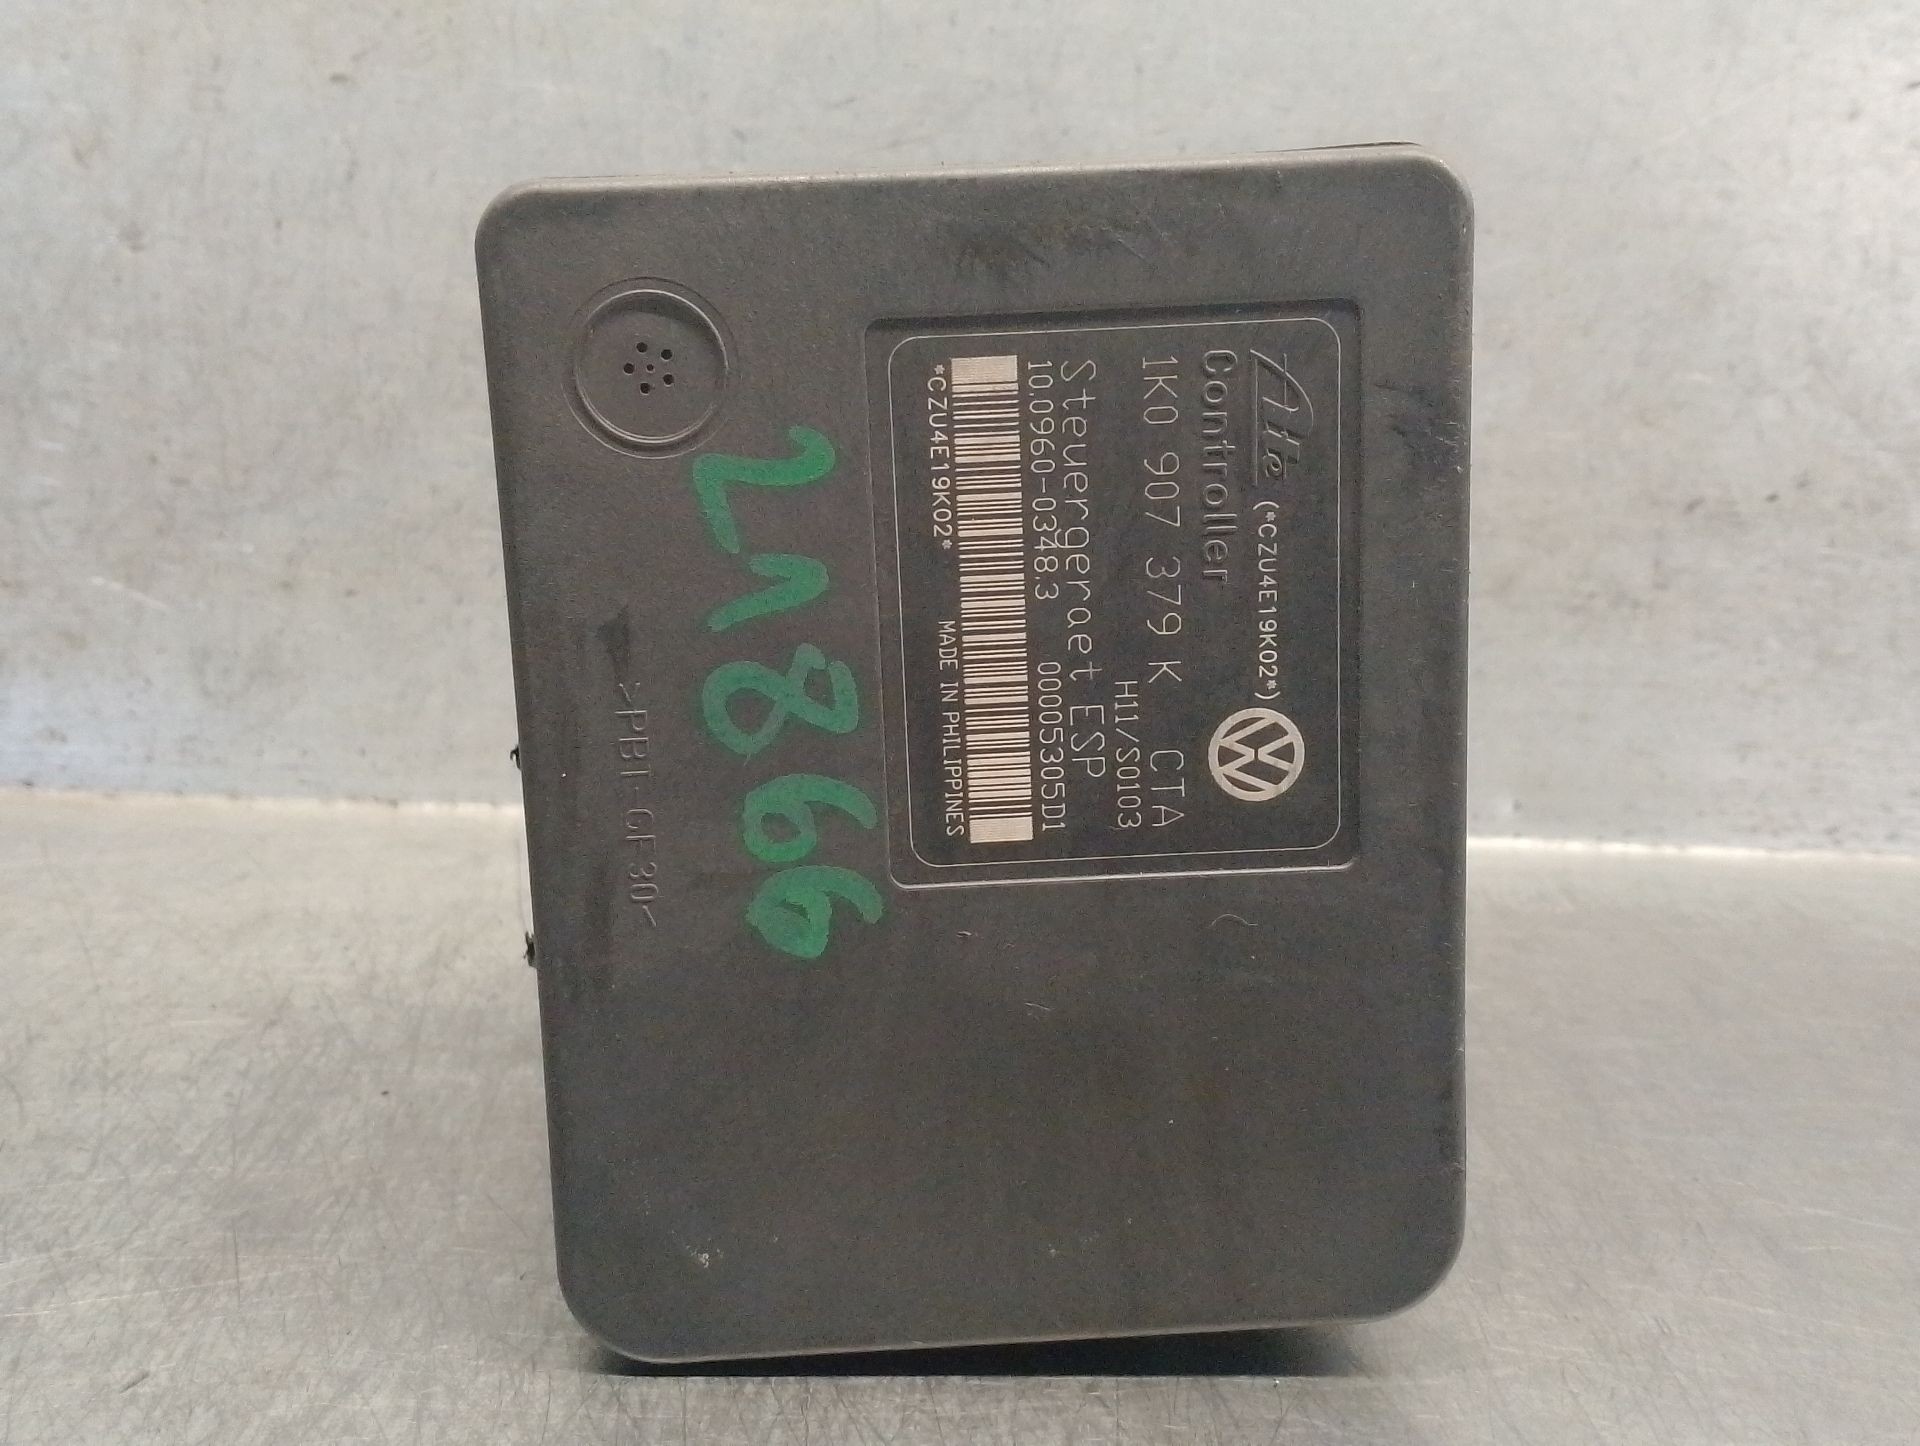 Ate (*CZU4E19K02*)
Controller
1K0 907 379 K CTA
H11/S0103
Steuergeraet ESP
10.0960-0348.3 00005305D1
*CZU4E19K02* MADE IN PHILIPPINES
>PBT-GF30<